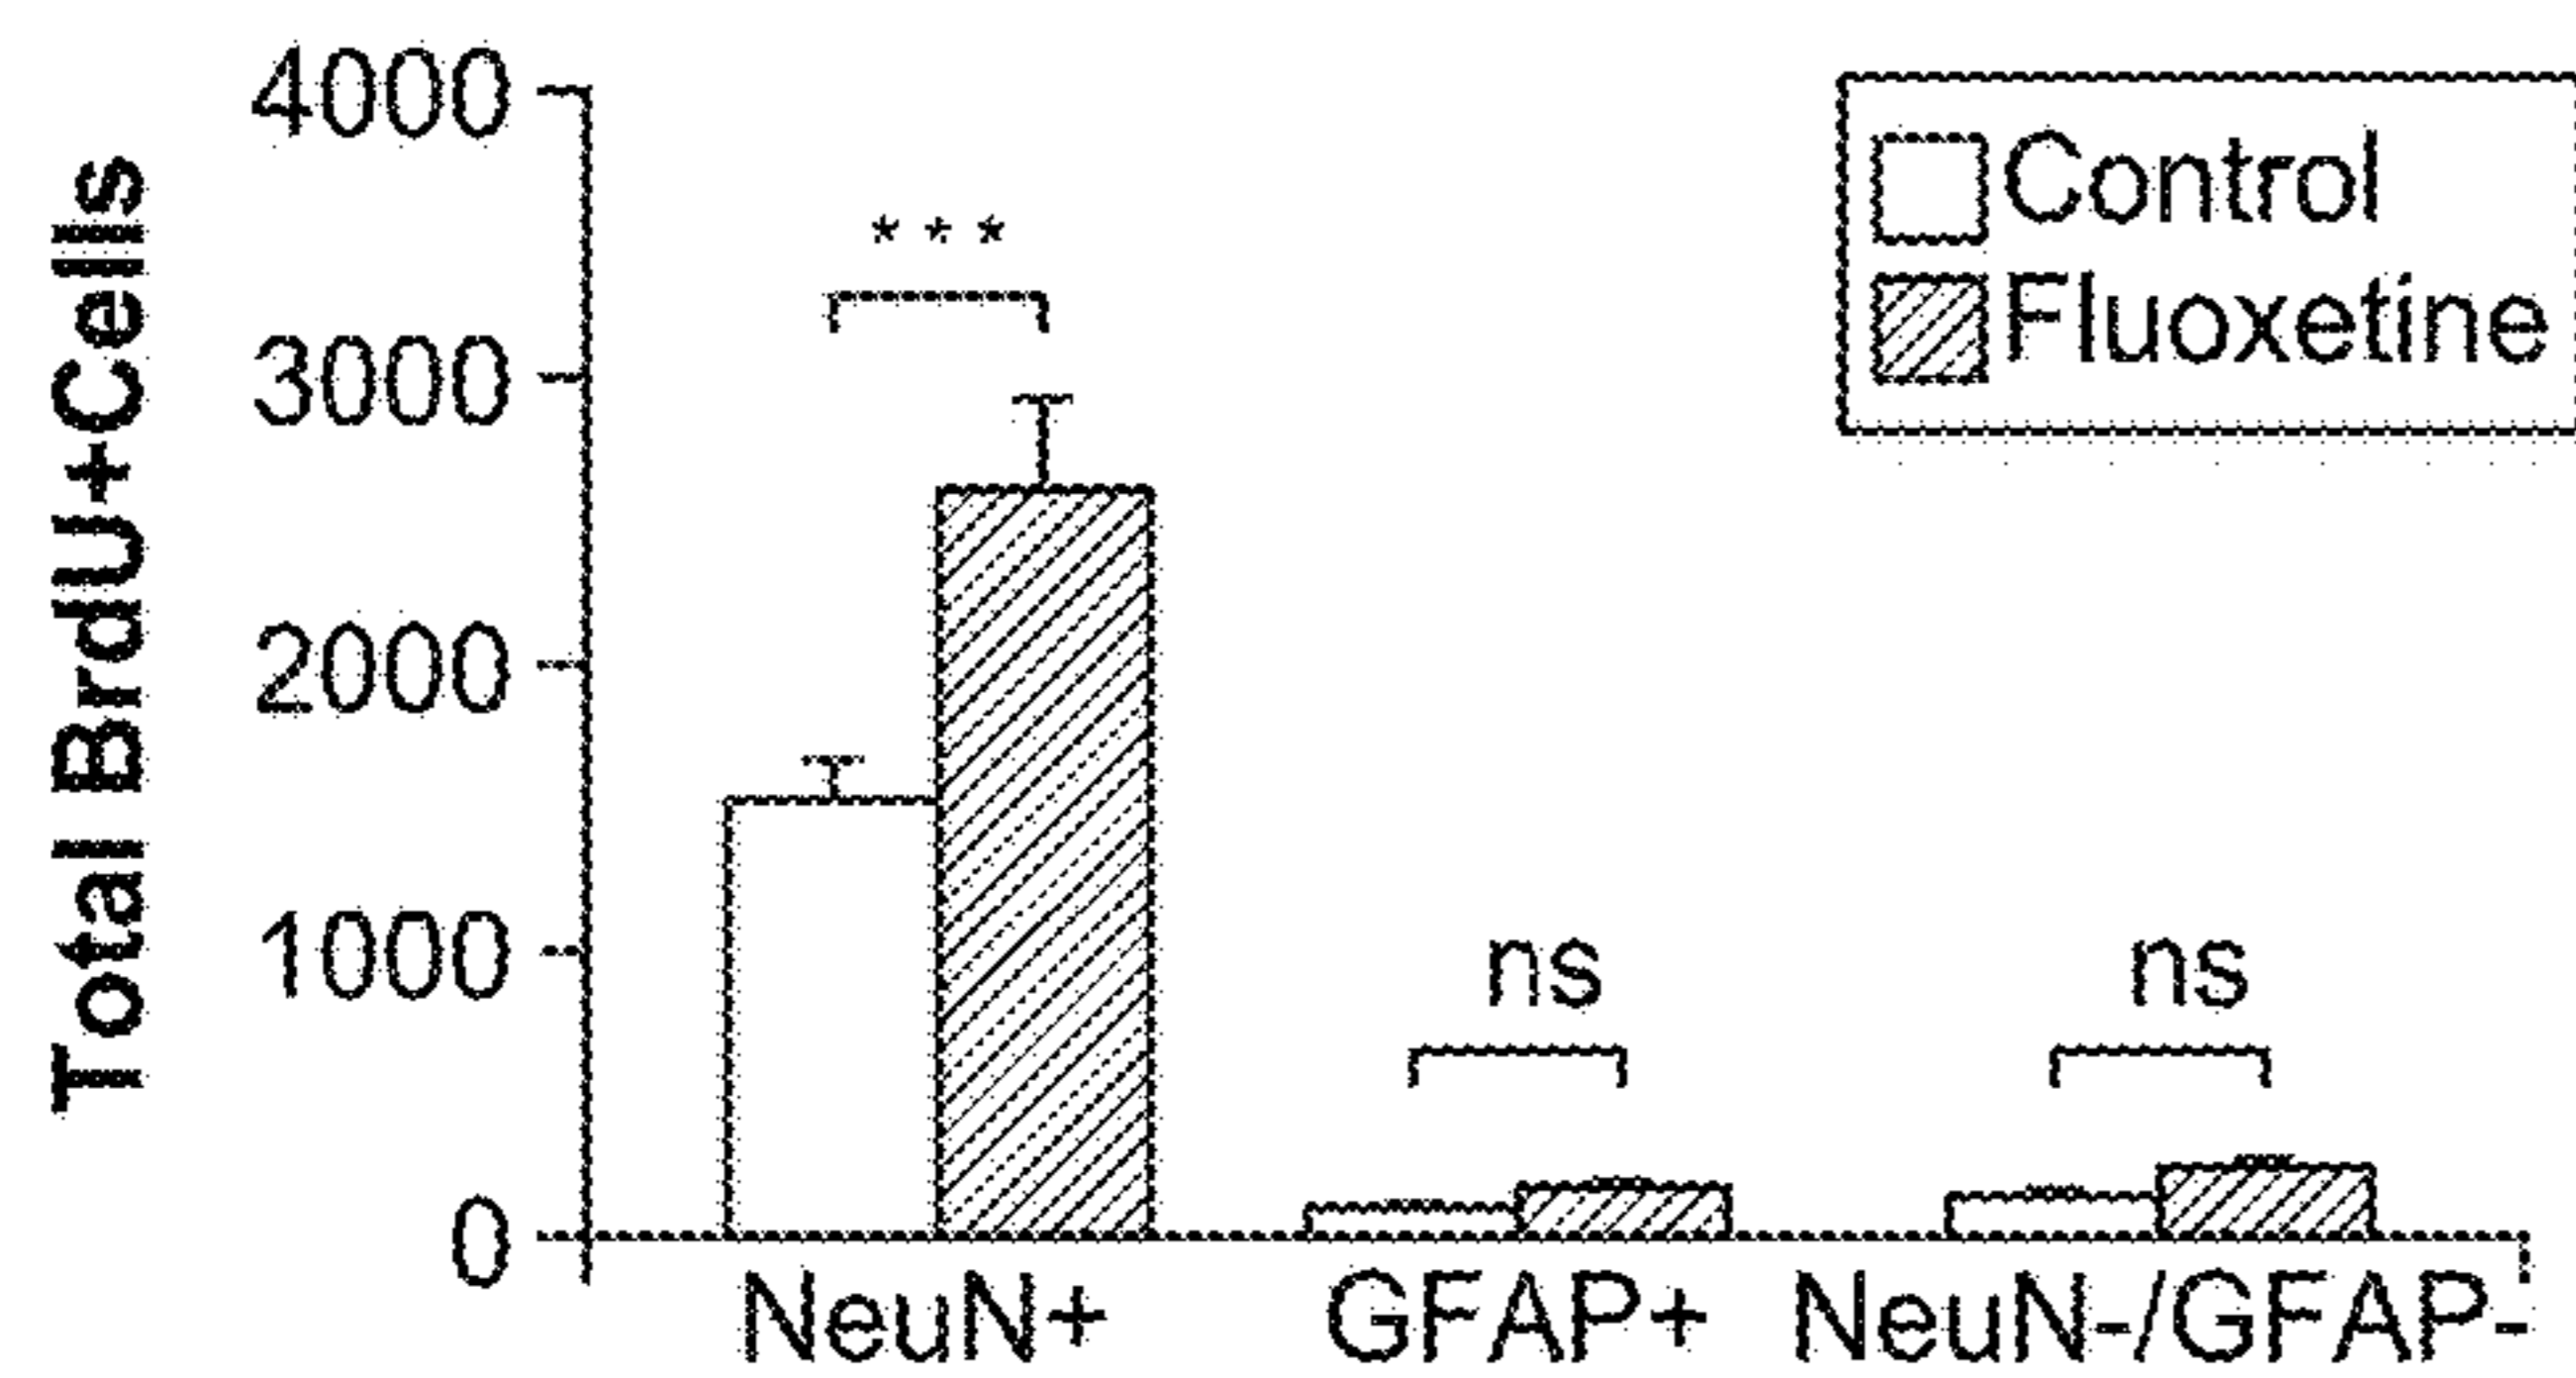 Total BrdU+Cells
4000
3000
2000
1000
0
***
ns
ns
Control
Fluoxetine
NeuN+
GFAP+
NeuN-/GFAP-